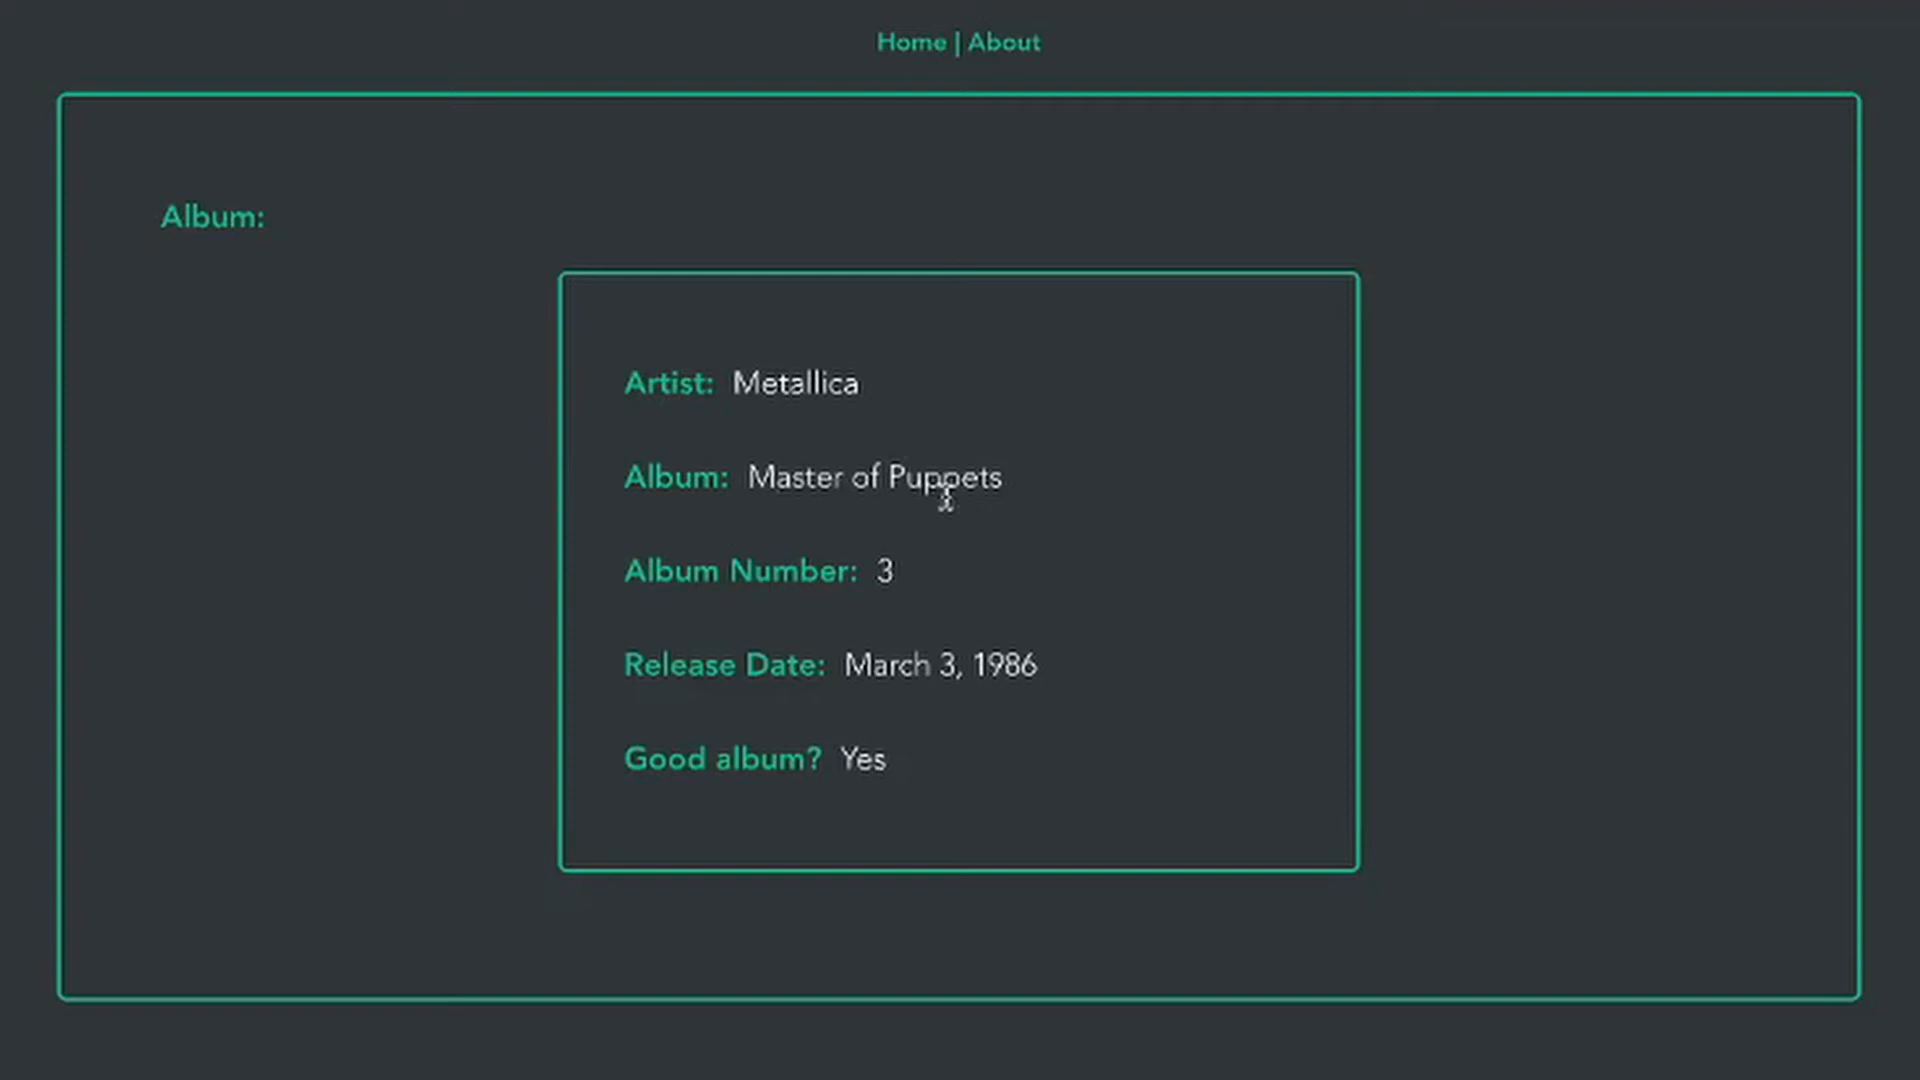 Home | About
Album:
Artist: Metallica
Album: Master of Puppets
Album Number: 3
Release Date: March 3, 1986
Good album? Yes